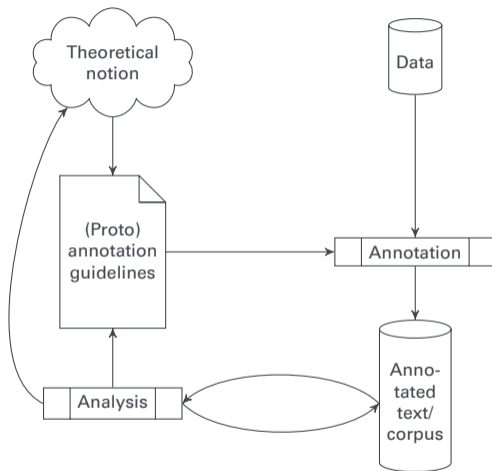 Theoretical
notion
Data
(Proto)
annotation
guidelines
Annotation
Anno-
tated
text/
corpus
Analysis